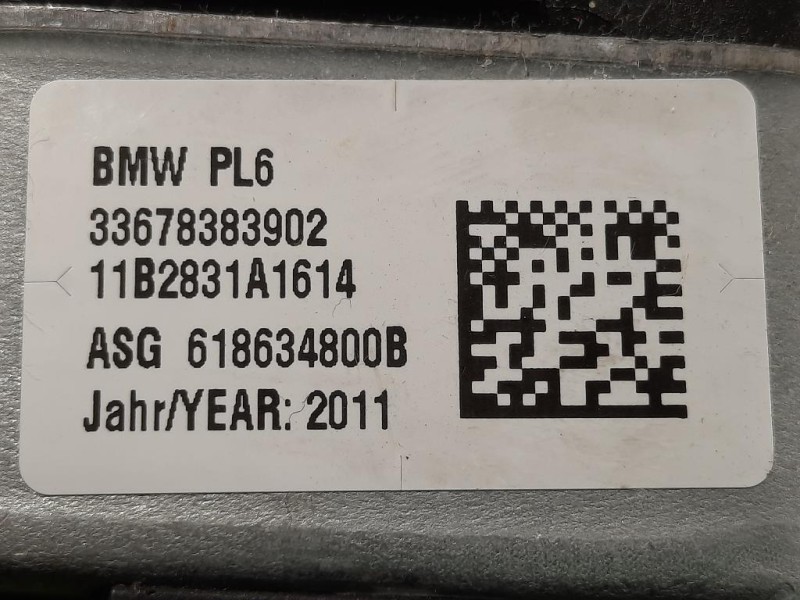 BMW PL6
33678383902
11B2831A1614
ASG 618634800B
Jahr/YEAR: 2011